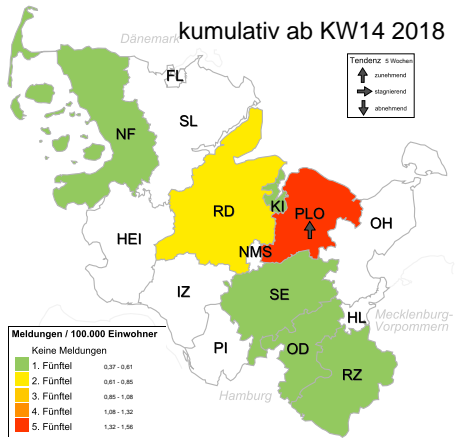 kumulativ ab KW14 2018
Dänemark
Tendenz 5 Wochen
zunehmend
stagnierend
abnehmend
FL
SL
NF
KI
PLO
RD
OH
HEI
NMS
IZ
SE
HL
Mecklenburg-
Vorpommern
PI
OD
RZ
Hamburg
Meldungen / 100.000 Einwohner
Keine Meldungen
1. Fünftel 0,37 - 0,61
2. Fünftel 0,61 - 0,85
3. Fünftel 0,85 - 1,08
4. Fünftel 1,08 - 1,32
5. Fünftel 1,32 - 1,56